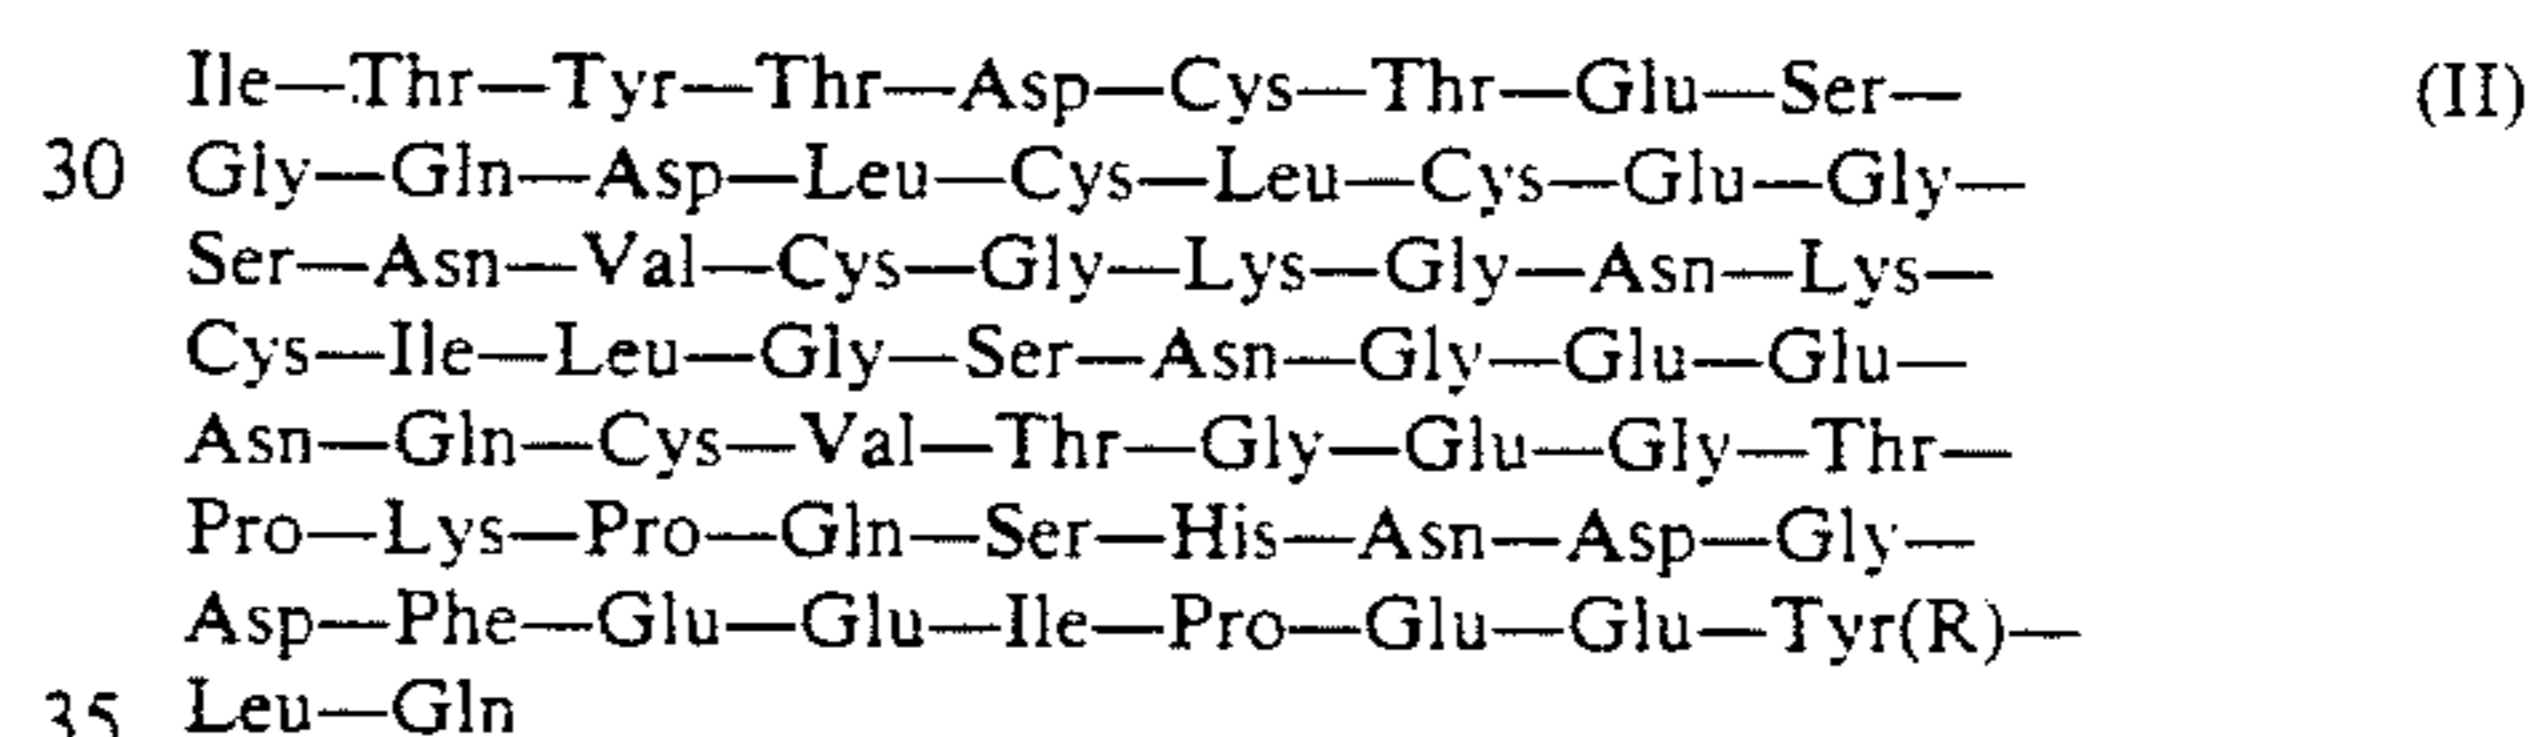 Ile—Thr—Tyr—Thr—Asp—Cys—Thr—Glu—Ser— (II)
30 Gly—Gln—Asp—Leu—Cys—Leu—Cys—Glu—Gly—
Ser—Asn—Val—Cys—Gly—Lys—Gly—Asn—Lys—
Cys—Ile—Leu—Gly—Ser—Asn—Gly—Glu—Glu—
Asn—Gln—Cys—Val—Thr—Gly—Glu—Gly—Thr—
Pro—Lys—Pro—Gln—Ser—His—Asn—Asp—Gly—
Asp—Phe—Glu—Glu—Ile—Pro—Glu—Glu—Tyr(R)—
35 Leu—Gln